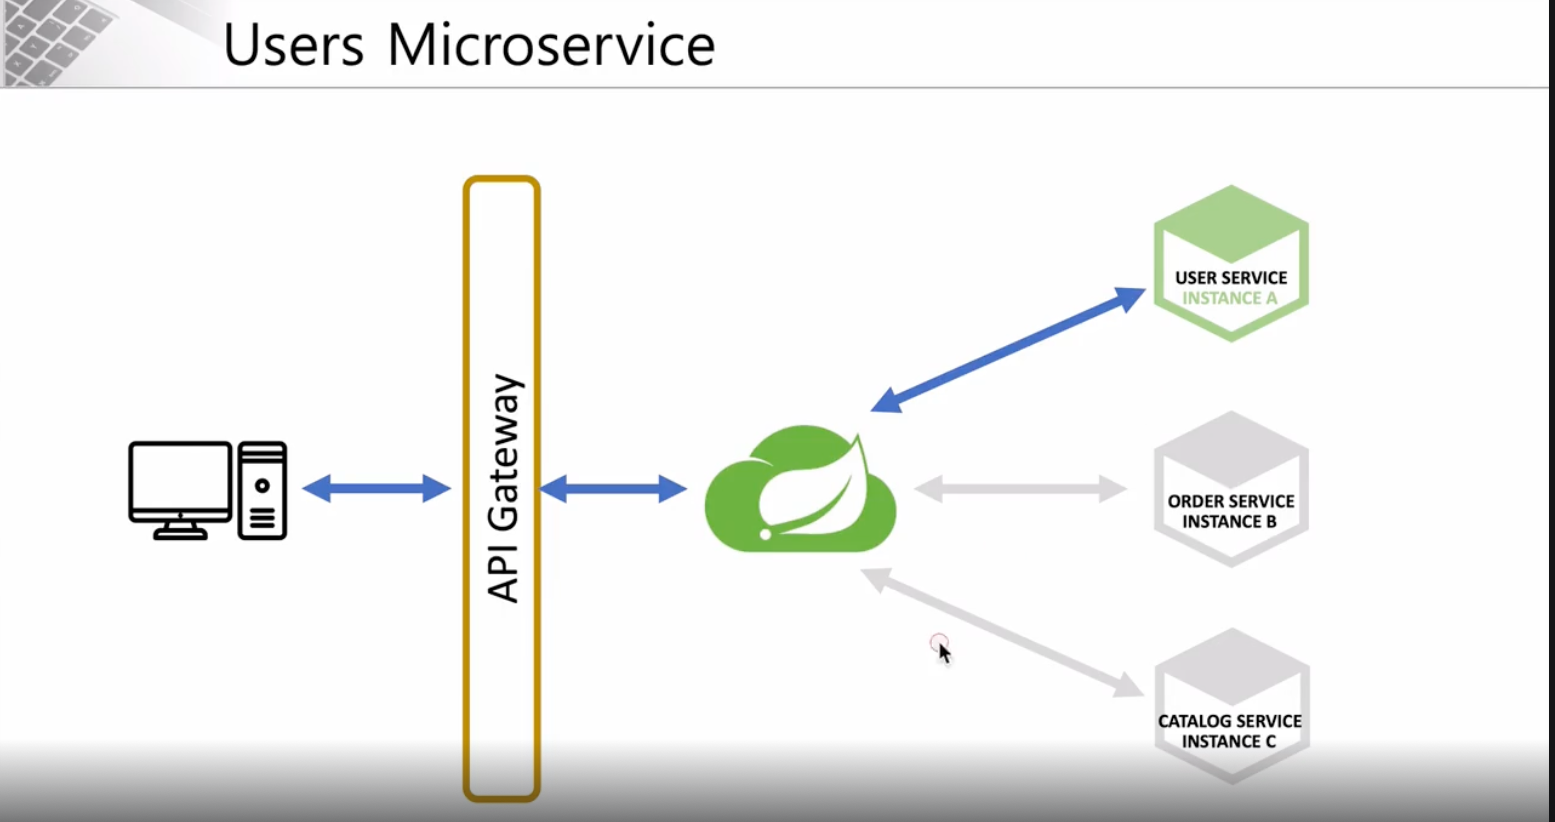 Users Microservice
API Gateway
USER SERVICE
INSTANCE A
ORDER SERVICE
INSTANCE B
CATALOG SERVICE
INSTANCE C